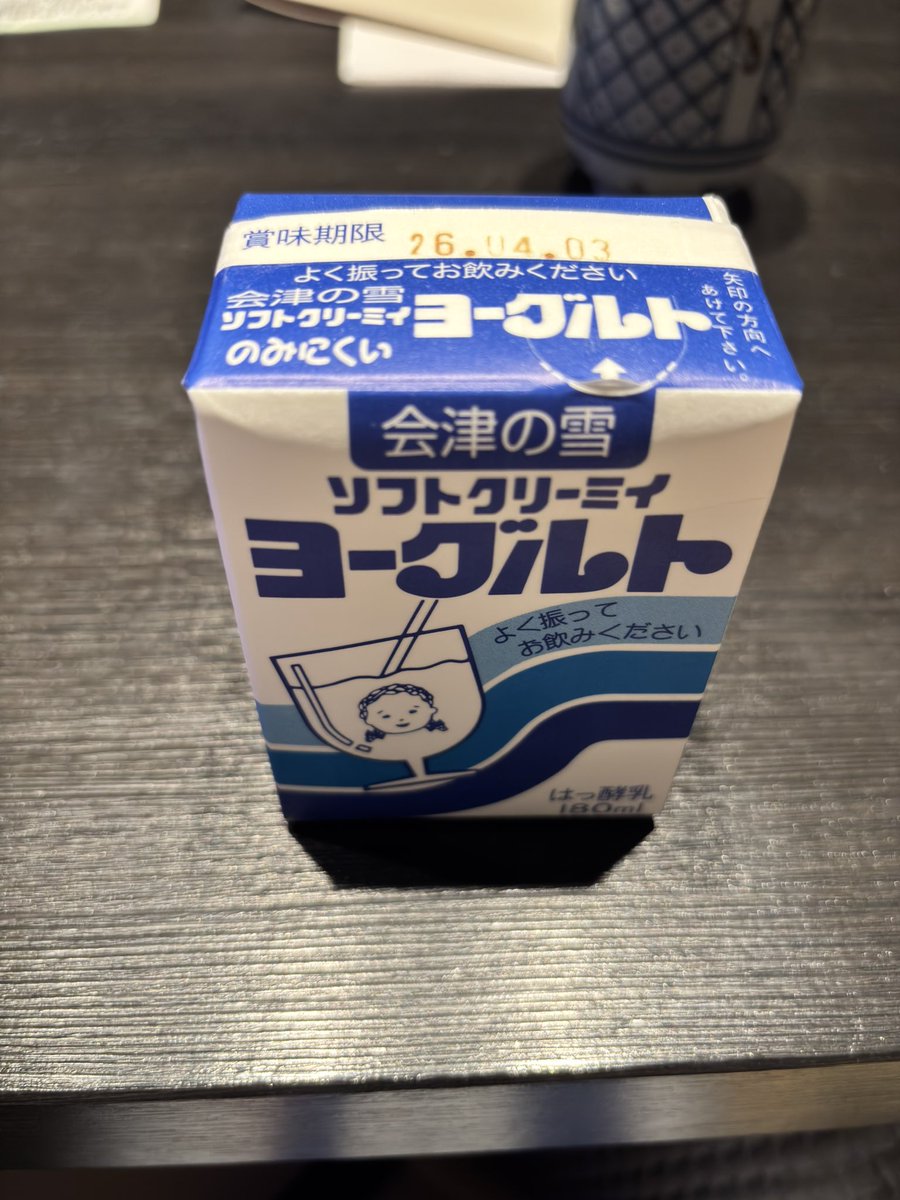 賞味期限 26.04.03
よく振ってお飲みください
会津の雪
ソフトクリーミィ ヨーグルト
のみにくい
矢印の方向へ
あけて下さい。
会津の雪
ソフトクリーミィ
ヨーグルト
よく振って
お飲みください
はっ酵乳
180ml